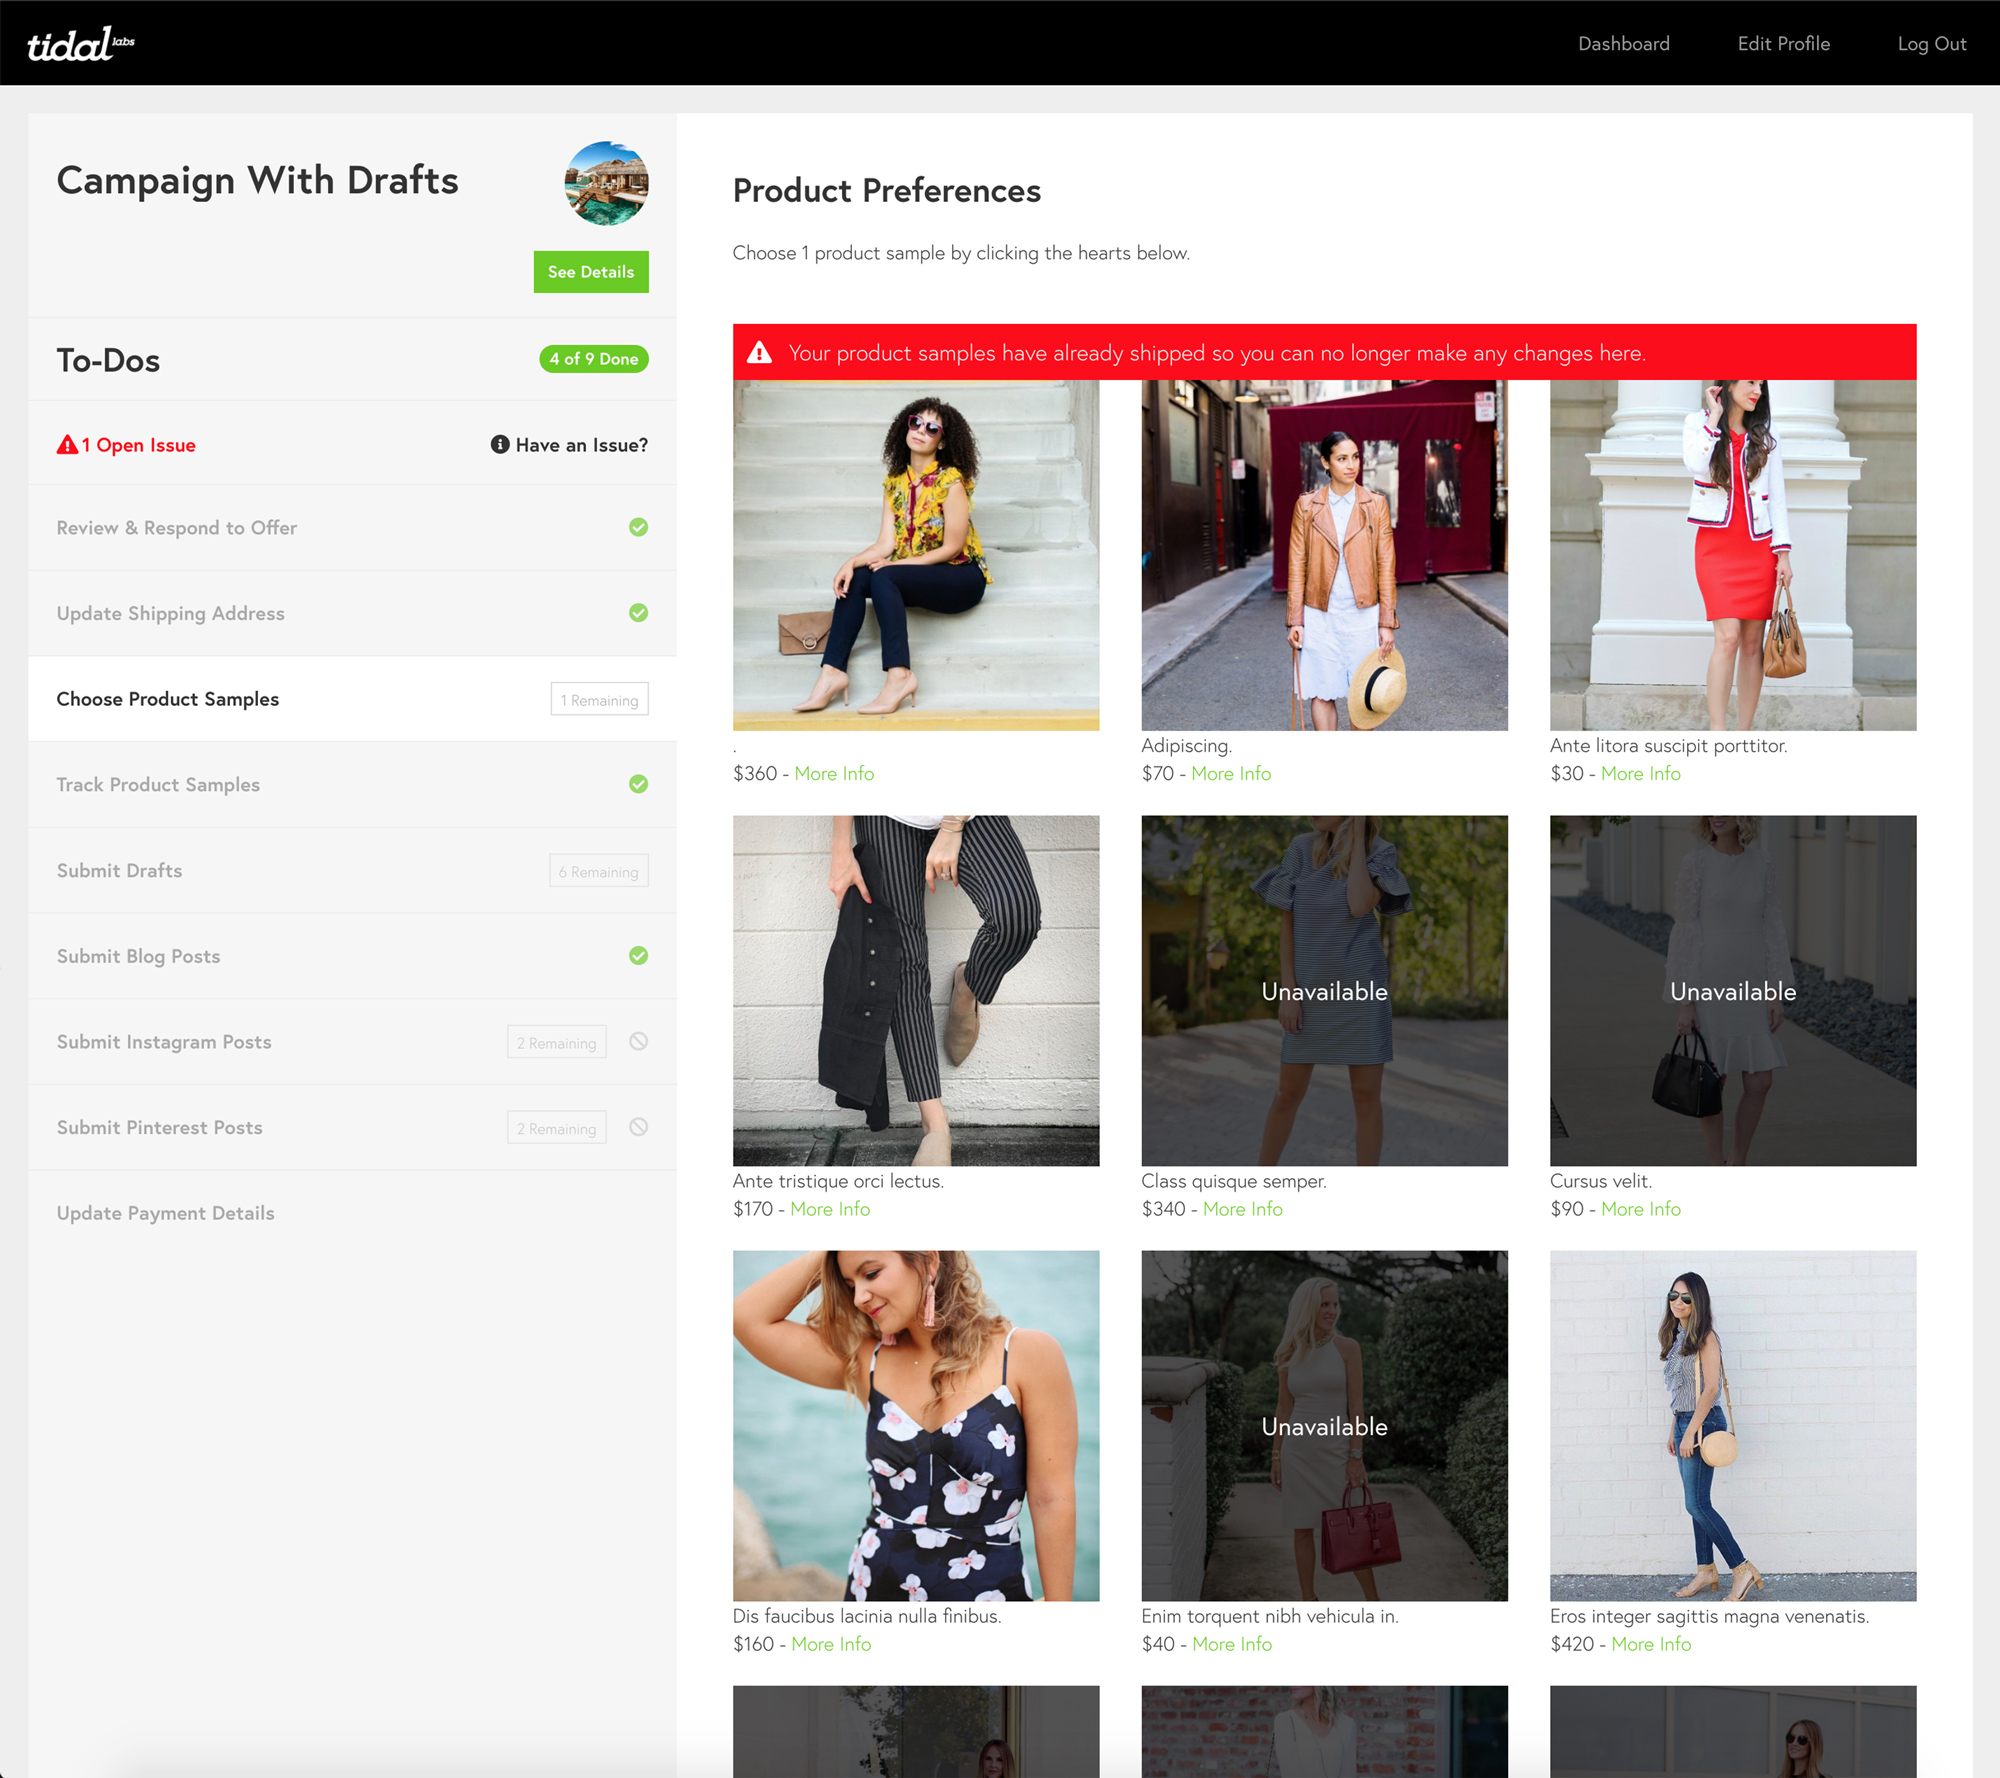 tidal labs
Dashboard
Edit Profile
Log Out
Campaign With Drafts
See Details
To-Dos
4 of 9 Done
1 Open Issue
Have an Issue?
Review & Respond to Offer
Update Shipping Address
Choose Product Samples
1 Remaining
Track Product Samples
Submit Drafts
6 Remaining
Submit Blog Posts
Submit Instagram Posts
2 Remaining
Submit Pinterest Posts
2 Remaining
Update Payment Details
Product Preferences
Choose 1 product sample by clicking the hearts below.
Your product samples have already shipped so you can no longer make any changes here.
.
$360 - More Info
Adipiscing.
$70 - More Info
Ante litora suscipit porttitor.
$30 - More Info
Ante tristique orci lectus.
$170 - More Info
Unavailable
Class quisque semper.
$340 - More Info
Unavailable
Cursus velit.
$90 - More Info
Dis faucibus lacinia nulla finibus.
$160 - More Info
Unavailable
Enim torquent nibh vehicula in.
$40 - More Info
Eros integer sagittis magna venenatis.
$420 - More Info